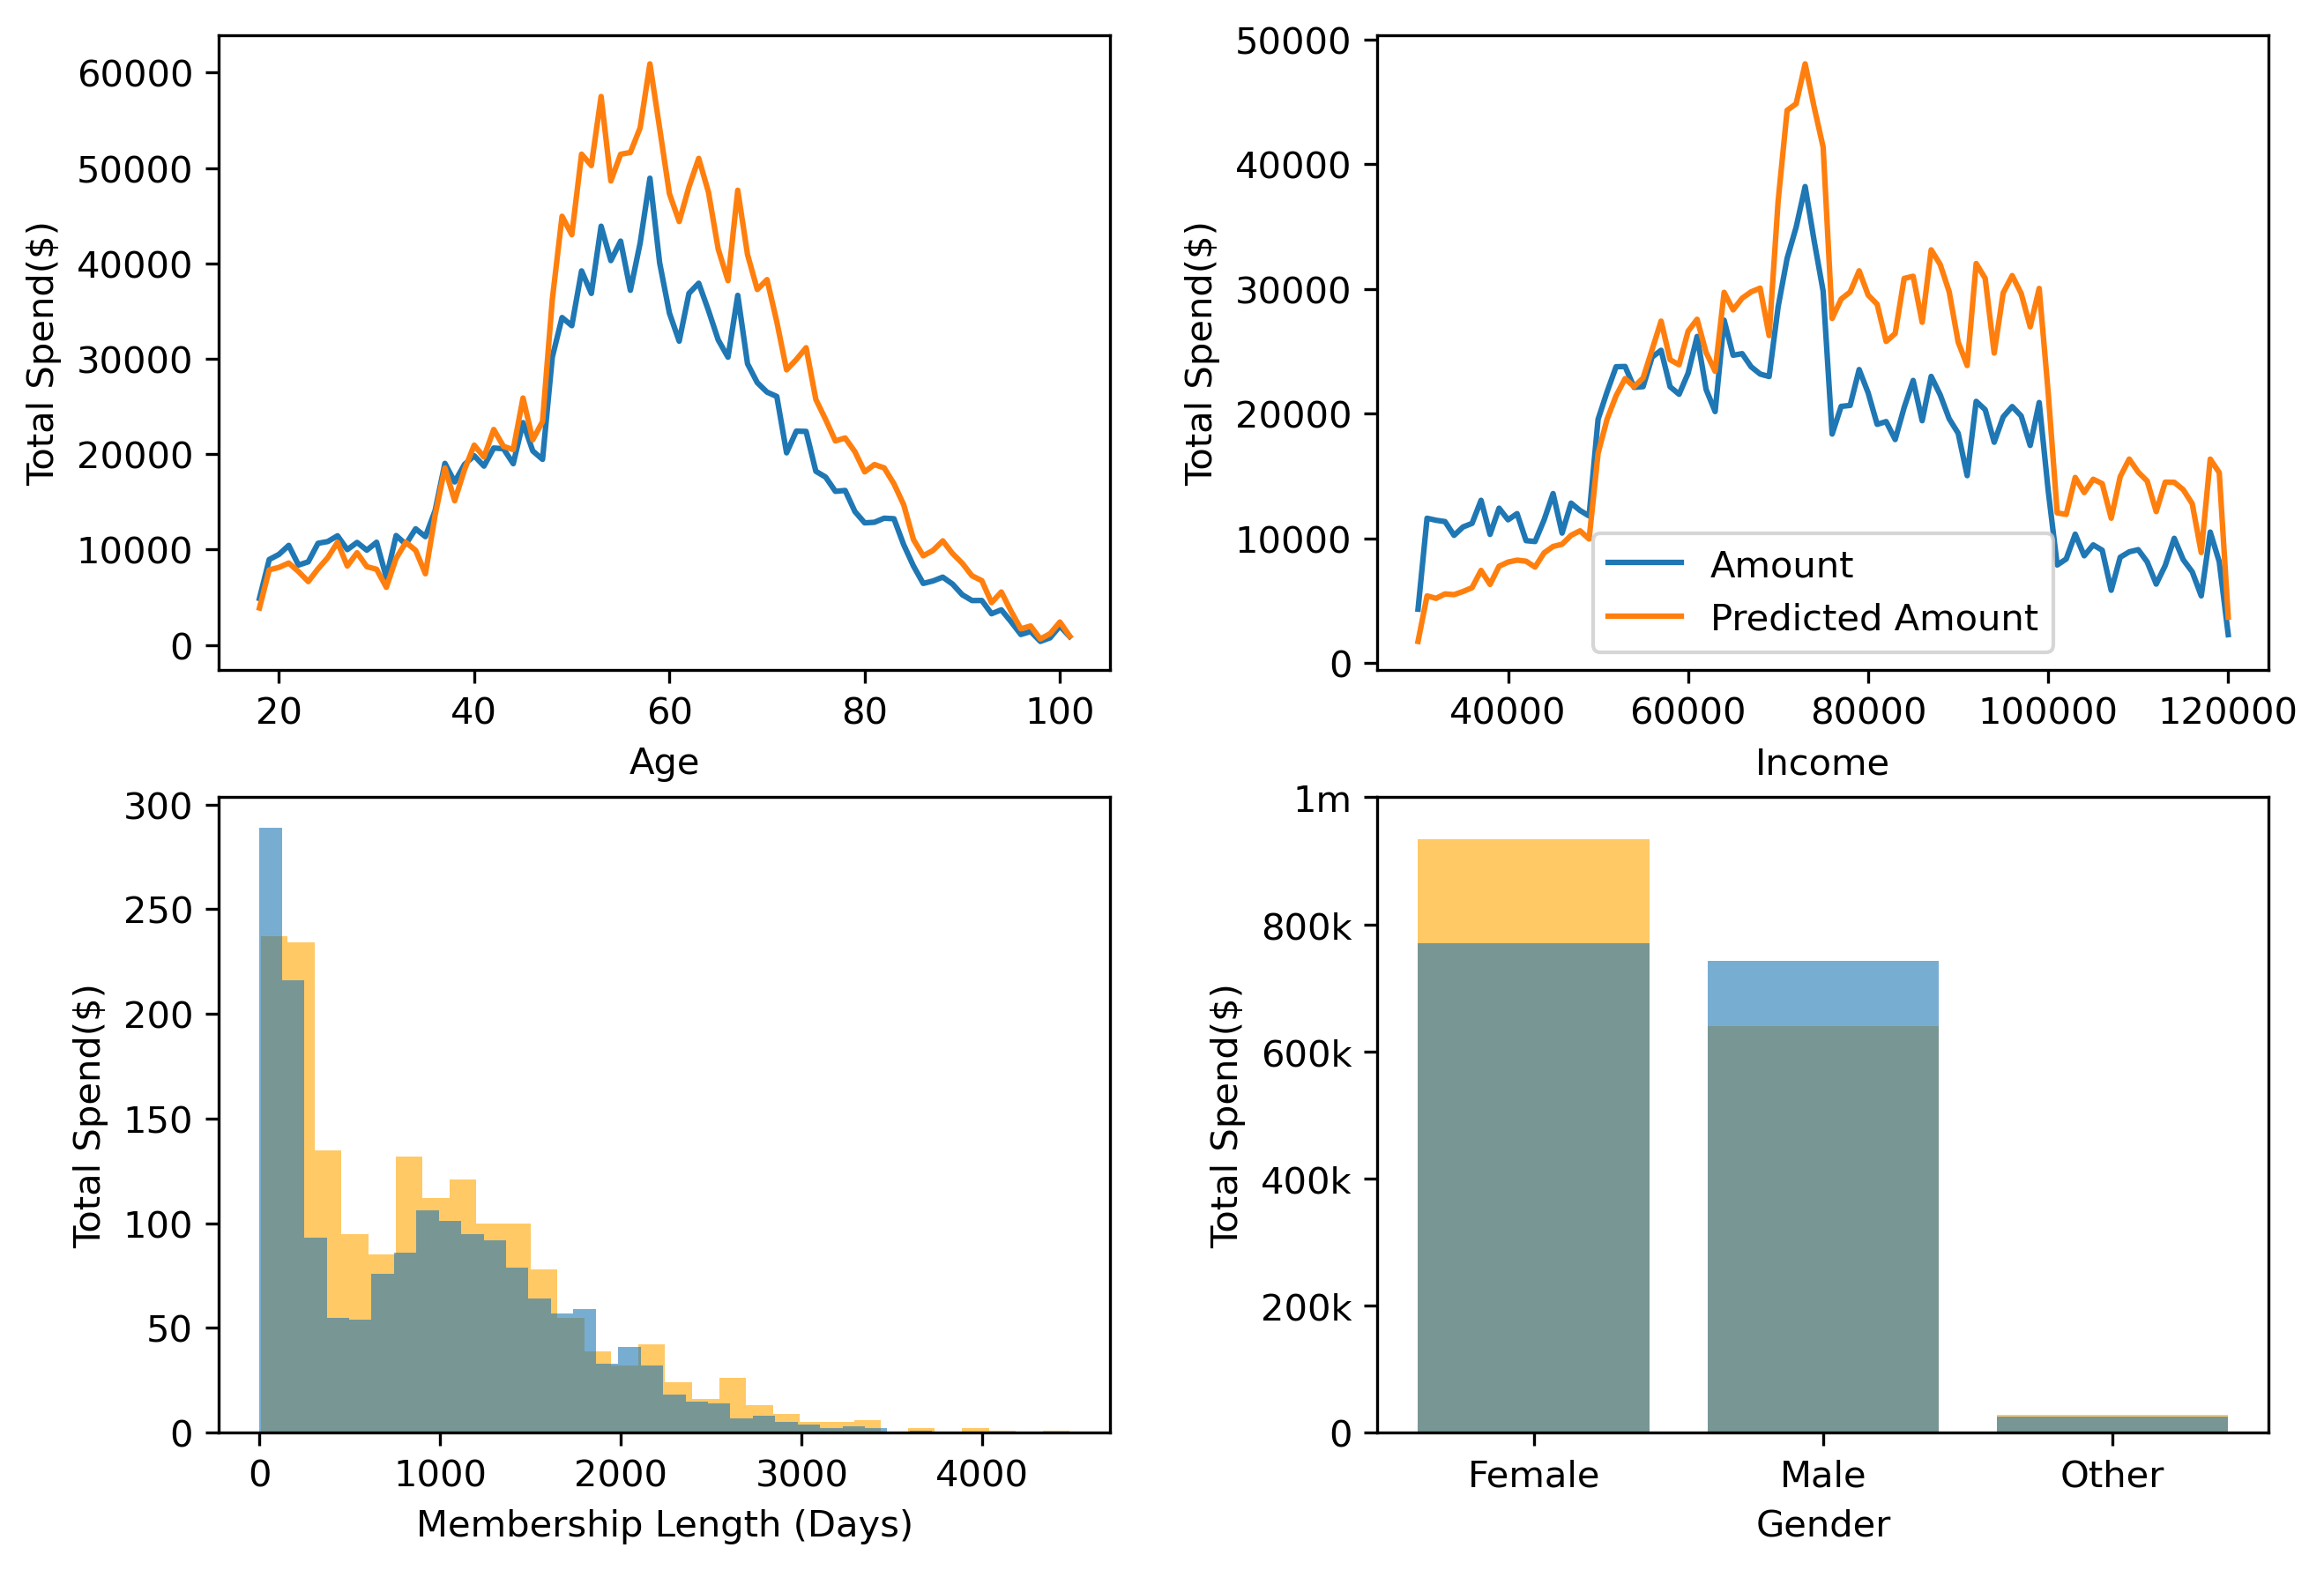 Total Spend($)
60000
50000
40000
30000
20000
10000
0
20 40 60 80 100
Age
Total Spend($)
50000
40000
30000
20000
10000
0
Amount
Predicted Amount
40000 60000 80000 100000 120000
Income
Total Spend($)
300
250
200
150
100
50
0
0 1000 2000 3000 4000
Membership Length (Days)
Total Spend($)
1m
800k
600k
400k
200k
0
Female Male Other
Gender